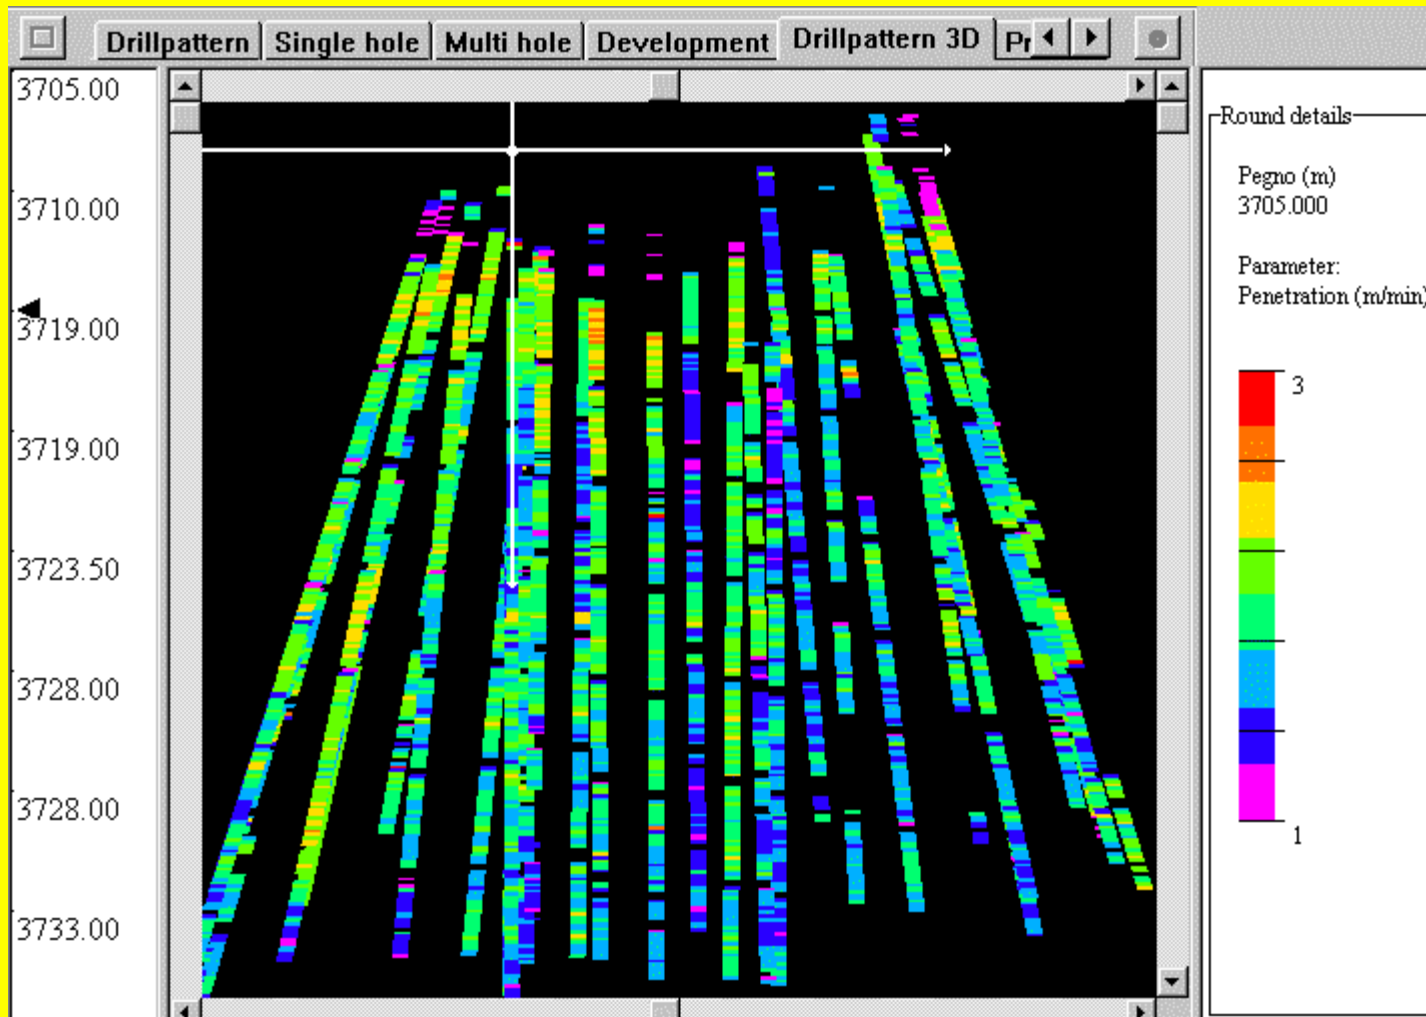 Drillpattern Single hole Multi hole Development Drillpattern 3D Pr
3705.00
3710.00
3719.00
3719.00
3723.50
3728.00
3728.00
3733.00
Round details
Pegno (m)
3705.000
Parameter:
Penetration (m/min)
3
1